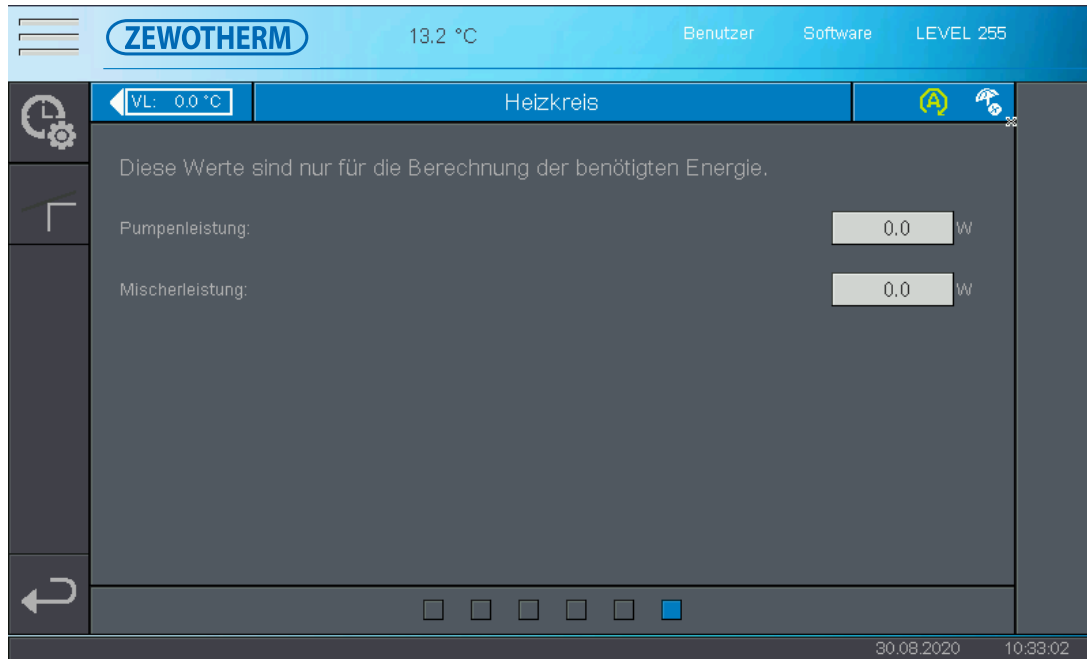 ZEWOTHERM 13.2 °C Benutzer Software LEVEL 255
VL: 0.0 °C Heizkreis A
Diese Werte sind nur für die Berechnung der benötigten Energie.
Pumpenleistung: 0.0 W
Mischerleistung: 0.0 W
30.08.2020 10:33:02